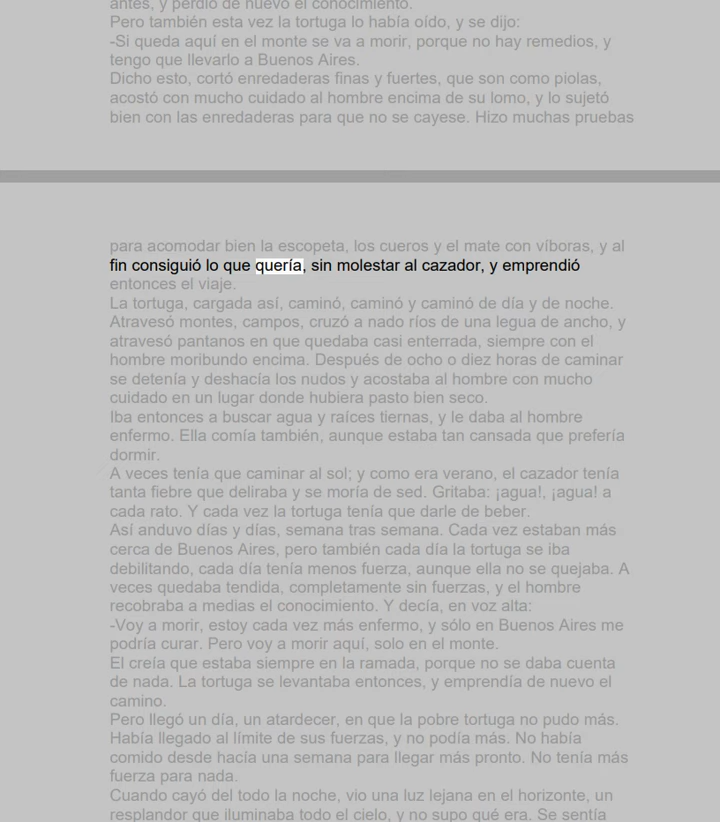 antes, y perdió de nuevo el conocimiento.
Pero también esta vez la tortuga lo había oído, y se dijo:
-Si queda aquí en el monte se va a morir, porque no hay remedios, y
tengo que llevarlo a Buenos Aires.
Dicho esto, cortó enredaderas finas y fuertes, que son como piolas,
acostó con mucho cuidado al hombre encima de su lomo, y lo sujetó
bien con las enredaderas para que no se cayese. Hizo muchas pruebas
para acomodar bien la escopeta, los cueros y el mate con víboras, y al
fin consiguió lo que quería, sin molestar al cazador, y emprendió
entonces el viaje.
La tortuga, cargada así, caminó, caminó y caminó de día y de noche.
Atravesó montes, campos, cruzó a nado ríos de una legua de ancho, y
atravesó pantanos en que quedaba casi enterrada, siempre con el
hombre moribundo encima. Después de ocho o diez horas de caminar
se detenía y deshacía los nudos y acostaba al hombre con mucho
cuidado en un lugar donde hubiera pasto bien seco.
Iba entonces a buscar agua y raíces tiernas, y le daba al hombre
enfermo. Ella comía también, aunque estaba tan cansada que prefería
dormir.
A veces tenía que caminar al sol; y como era verano, el cazador tenía
tanta fiebre que deliraba y se moría de sed. Gritaba: ¡agua!, ¡agua! a
cada rato. Y cada vez la tortuga tenía que darle de beber.
Así anduvo días y días, semana tras semana. Cada vez estaban más
cerca de Buenos Aires, pero también cada día la tortuga se iba
debilitando, cada día tenía menos fuerza, aunque ella no se quejaba. A
veces quedaba tendida, completamente sin fuerzas, y el hombre
recobraba a medias el conocimiento. Y decía, en voz alta:
-Voy a morir, estoy cada vez más enfermo, y sólo en Buenos Aires me
podría curar. Pero voy a morir aquí, solo en el monte.
El creía que estaba siempre en la ramada, porque no se daba cuenta
de nada. La tortuga se levantaba entonces, y emprendía de nuevo el
camino.
Pero llegó un día, un atardecer, en que la pobre tortuga no pudo más.
Había llegado al límite de sus fuerzas, y no podía más. No había
comido desde hacía una semana para llegar más pronto. No tenía más
fuerza para nada.
Cuando cayó del todo la noche, vio una luz lejana en el horizonte, un
resplandor que iluminaba todo el cielo, y no supo qué era. Se sentía